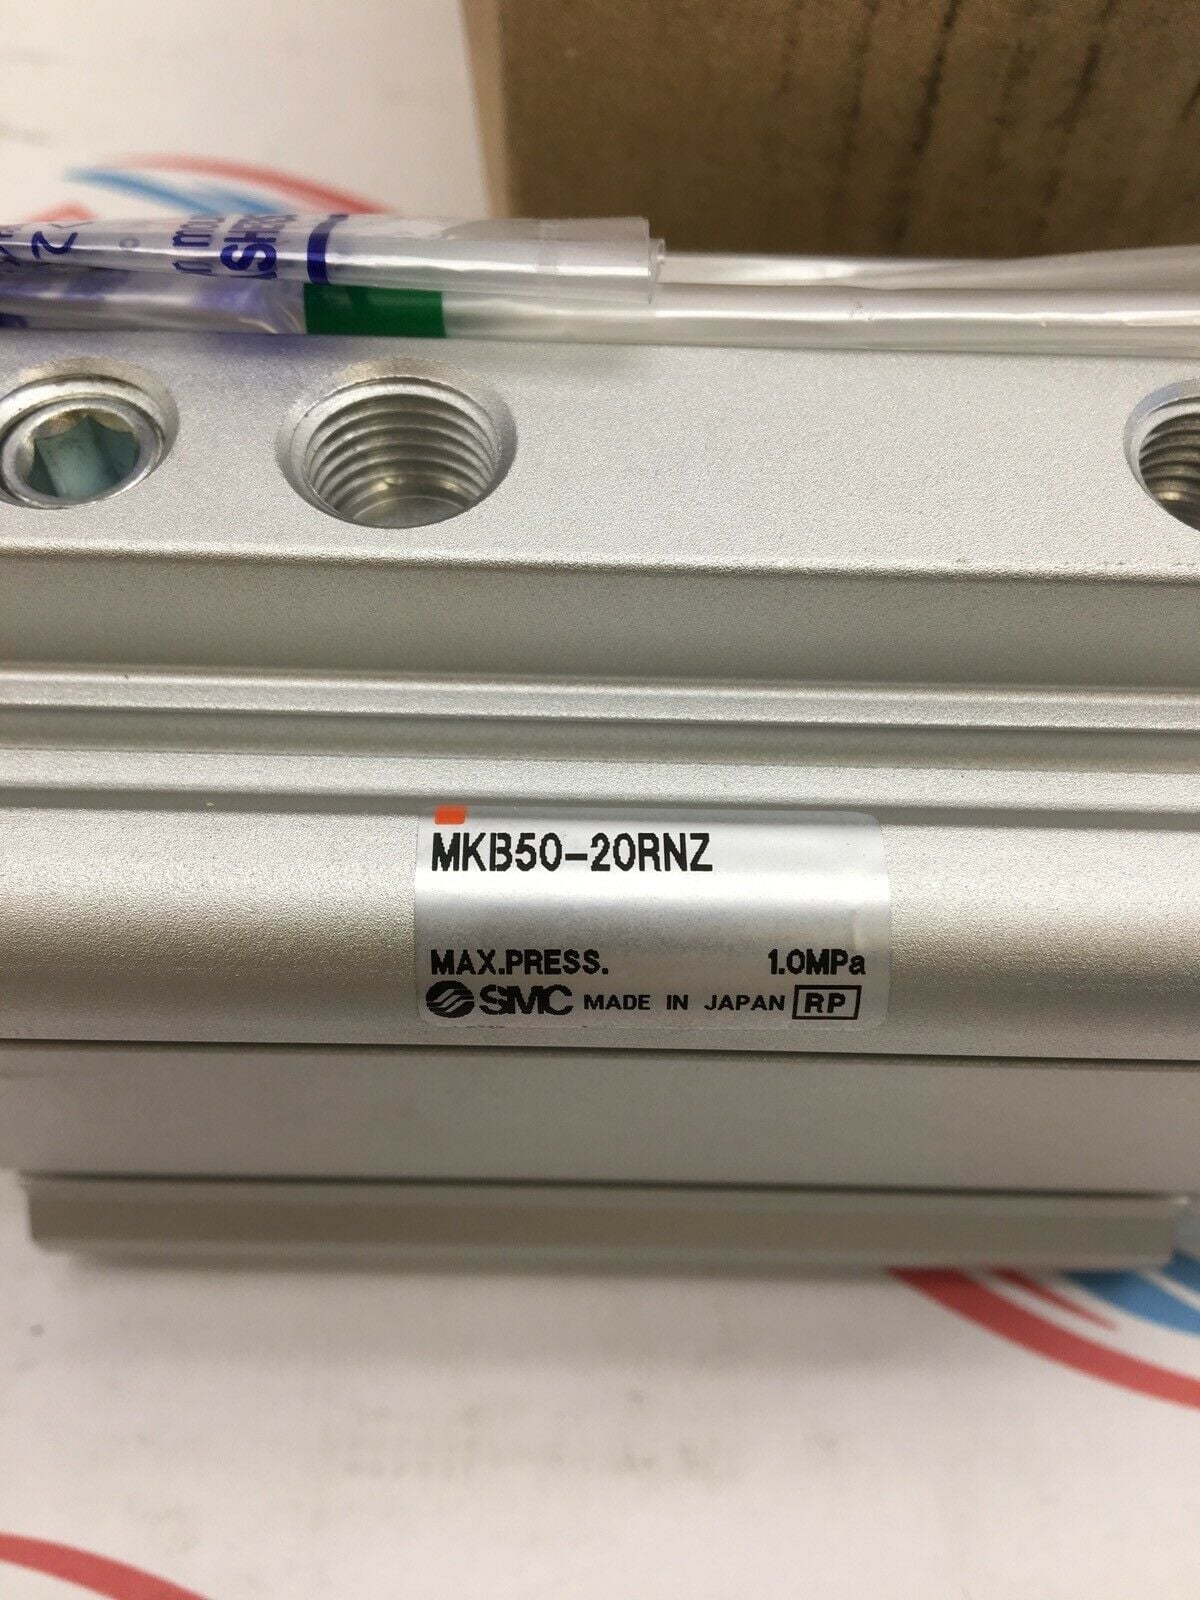 MKB50-20RNZ
MAX.PRESS. 1.0MPa
SMC MADE IN JAPAN RP